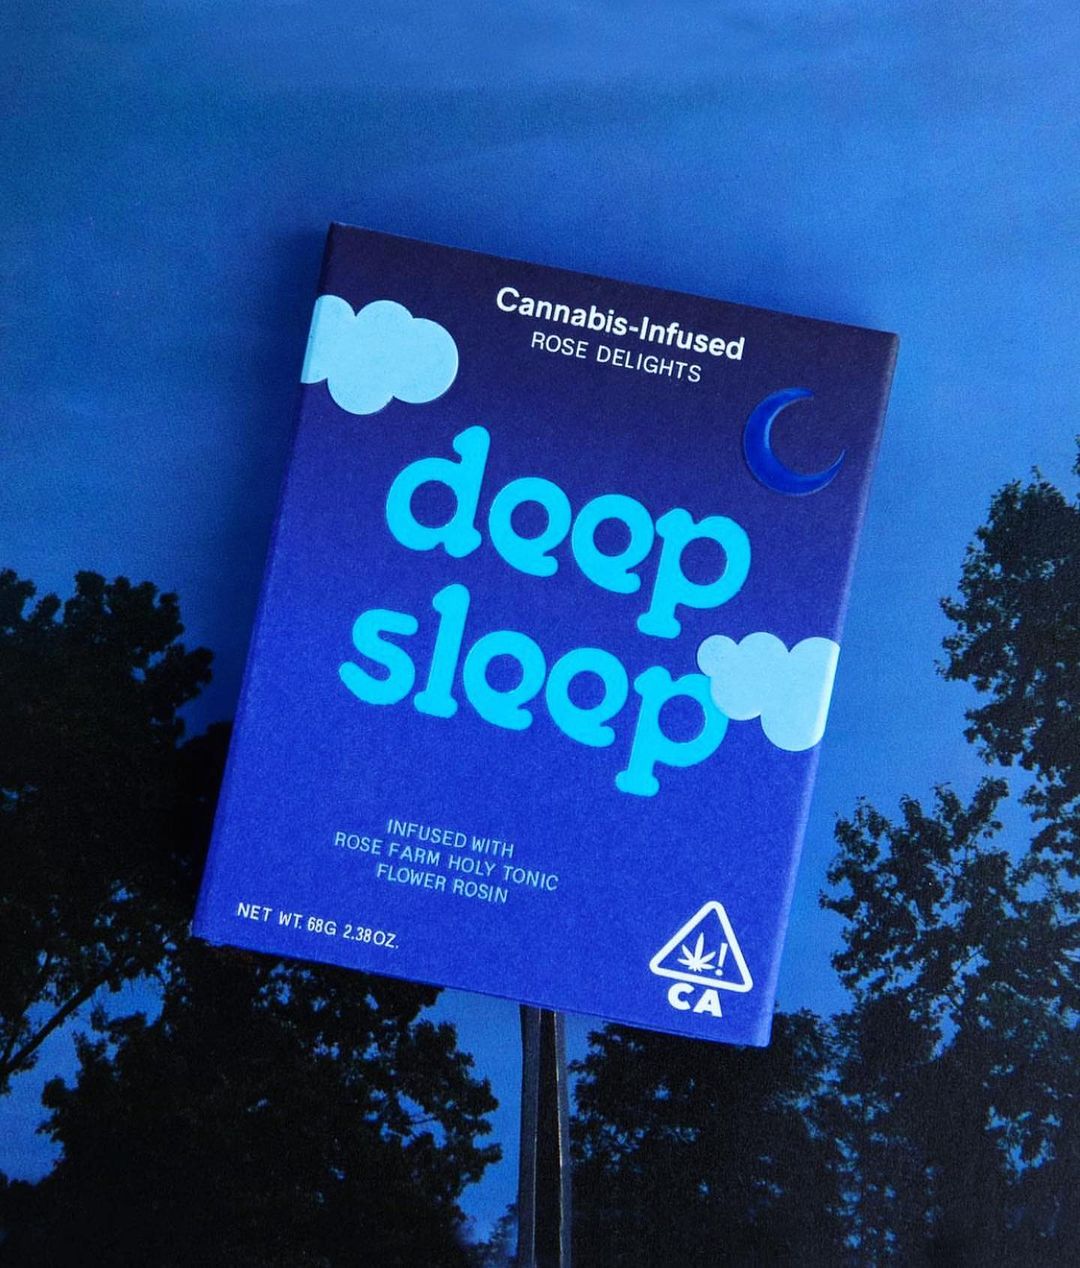 Cannabis-Infused
ROSE DELIGHTS
deep
sleep
INFUSED WITH
ROSE FARM HOLY TONIC
FLOWER ROSIN
NET WT. 68G 2.38OZ.
!
CA